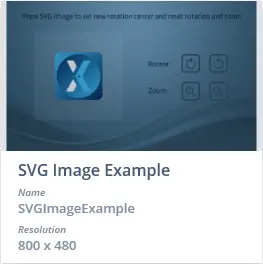 Press SVG image to set new rotation center and reset rotation and zoom
Rotate:
Zoom:
SVG Image Example
Name
SVGImageExample
Resolution
800 x 480